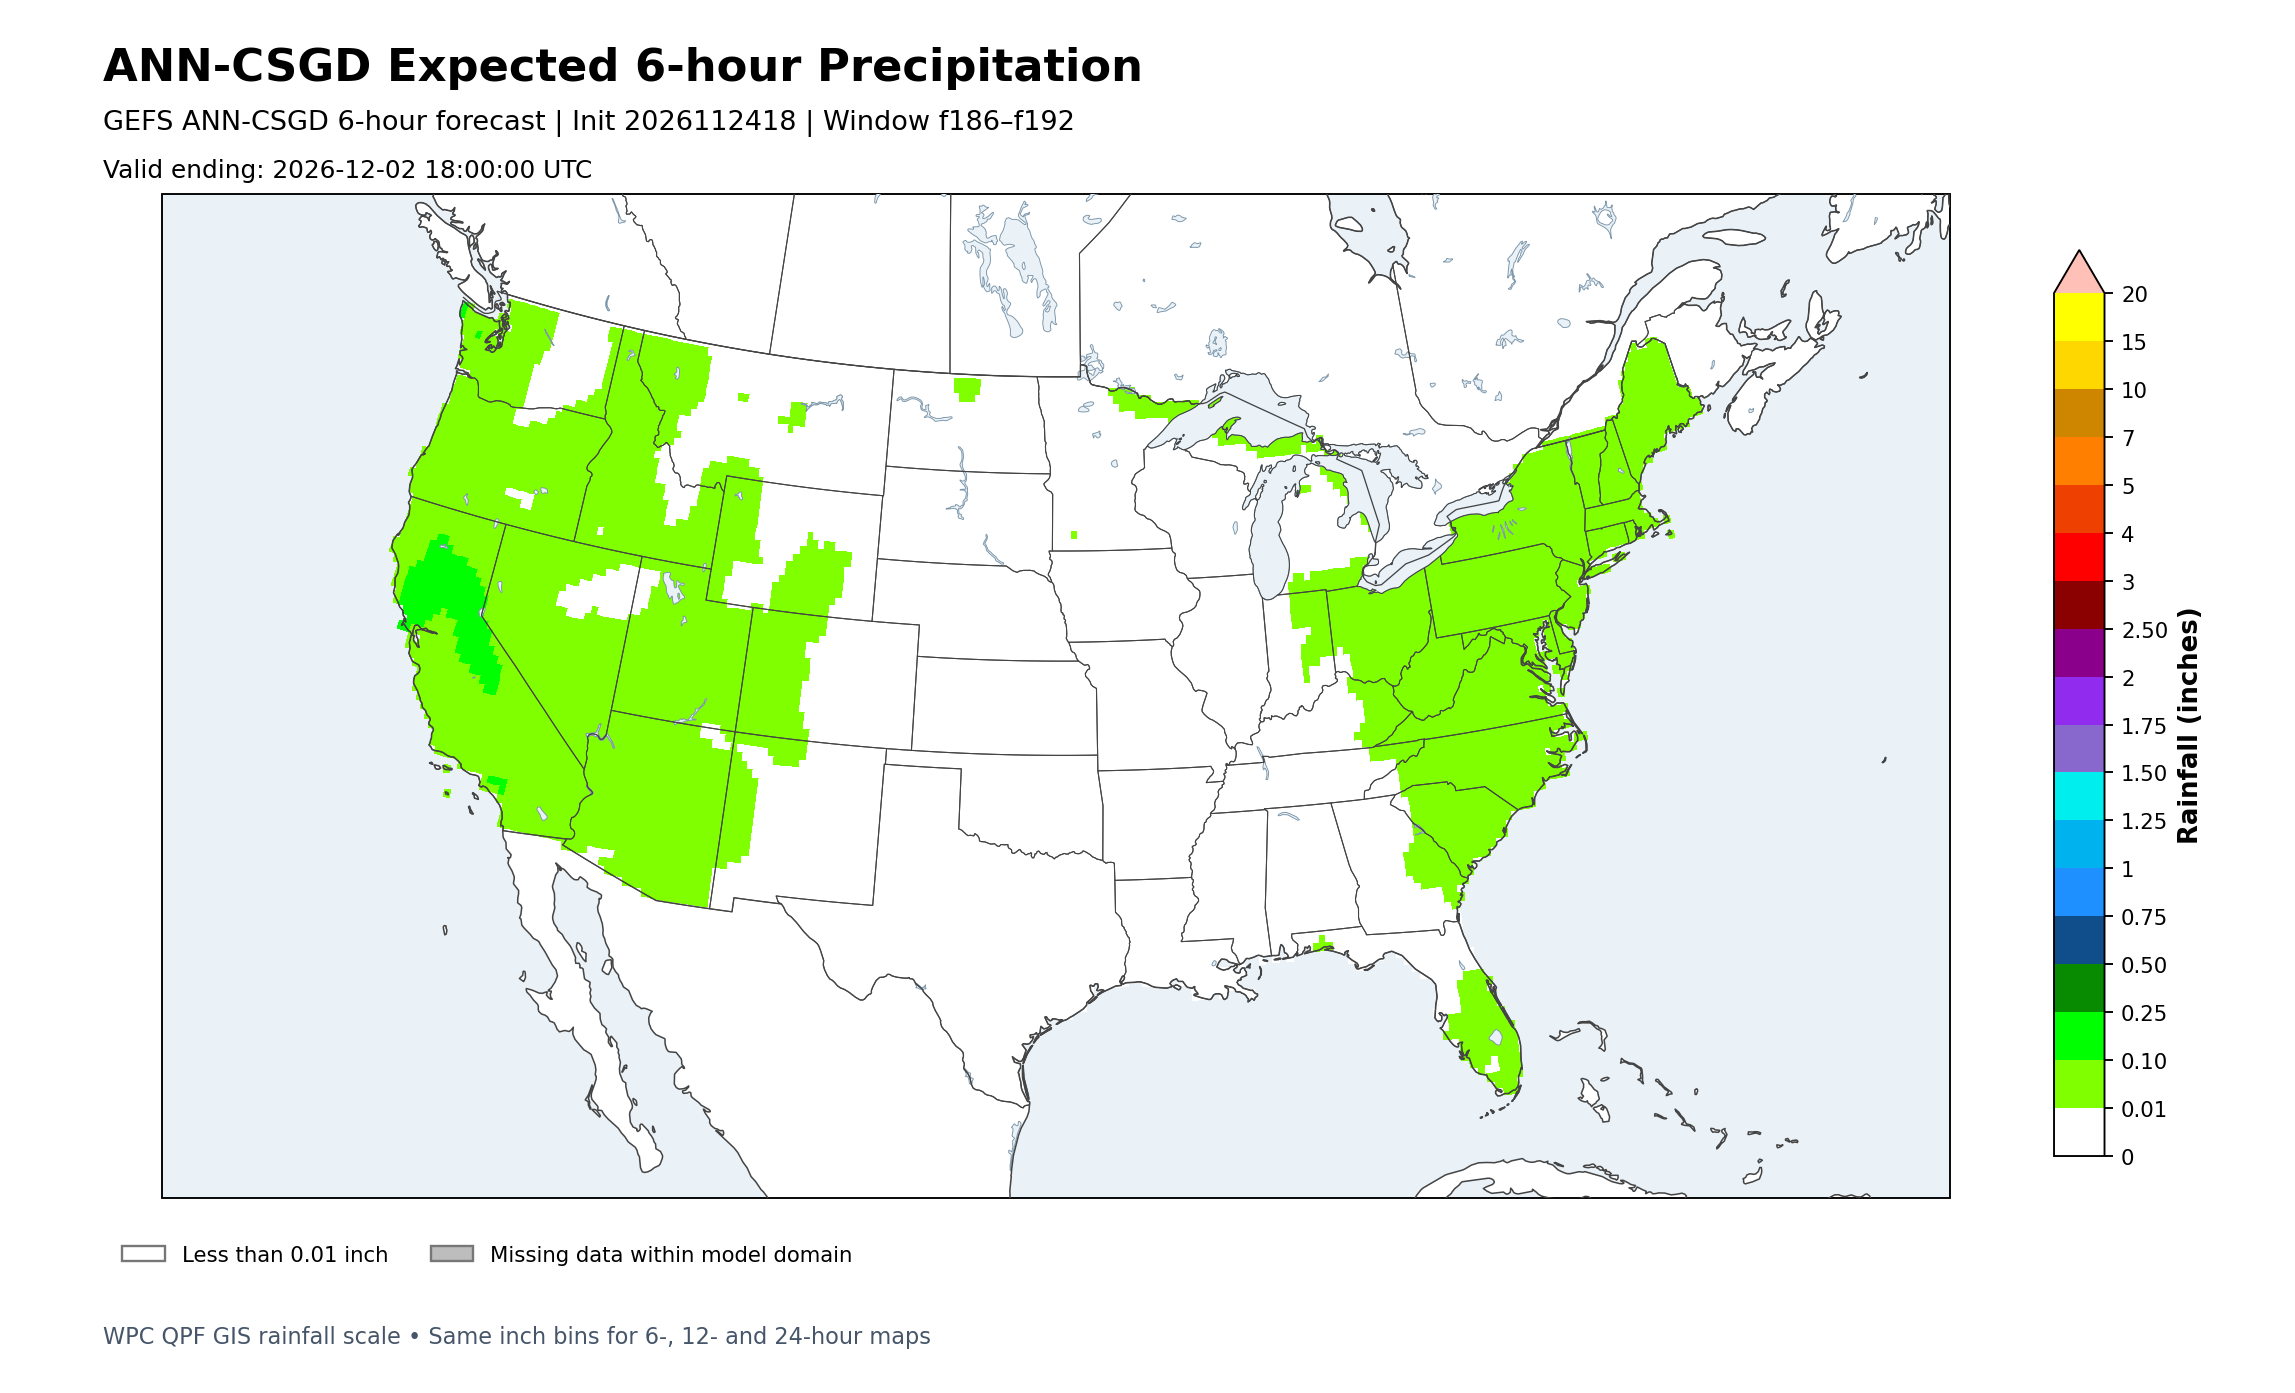 ANN-CSGD Expected 6-hour Precipitation
GEFS ANN-CSGD 6-hour forecast | Init 2026112418 | Window f186–f192
Valid ending: 2026-12-02 18:00:00 UTC
20
15
10
7
5
4
3
2.50
2
1.75
1.50
1.25
1
0.75
0.50
0.25
0.10
0.01
0
Rainfall (inches)
Less than 0.01 inch
Missing data within model domain
WPC QPF GIS rainfall scale • Same inch bins for 6-, 12- and 24-hour maps